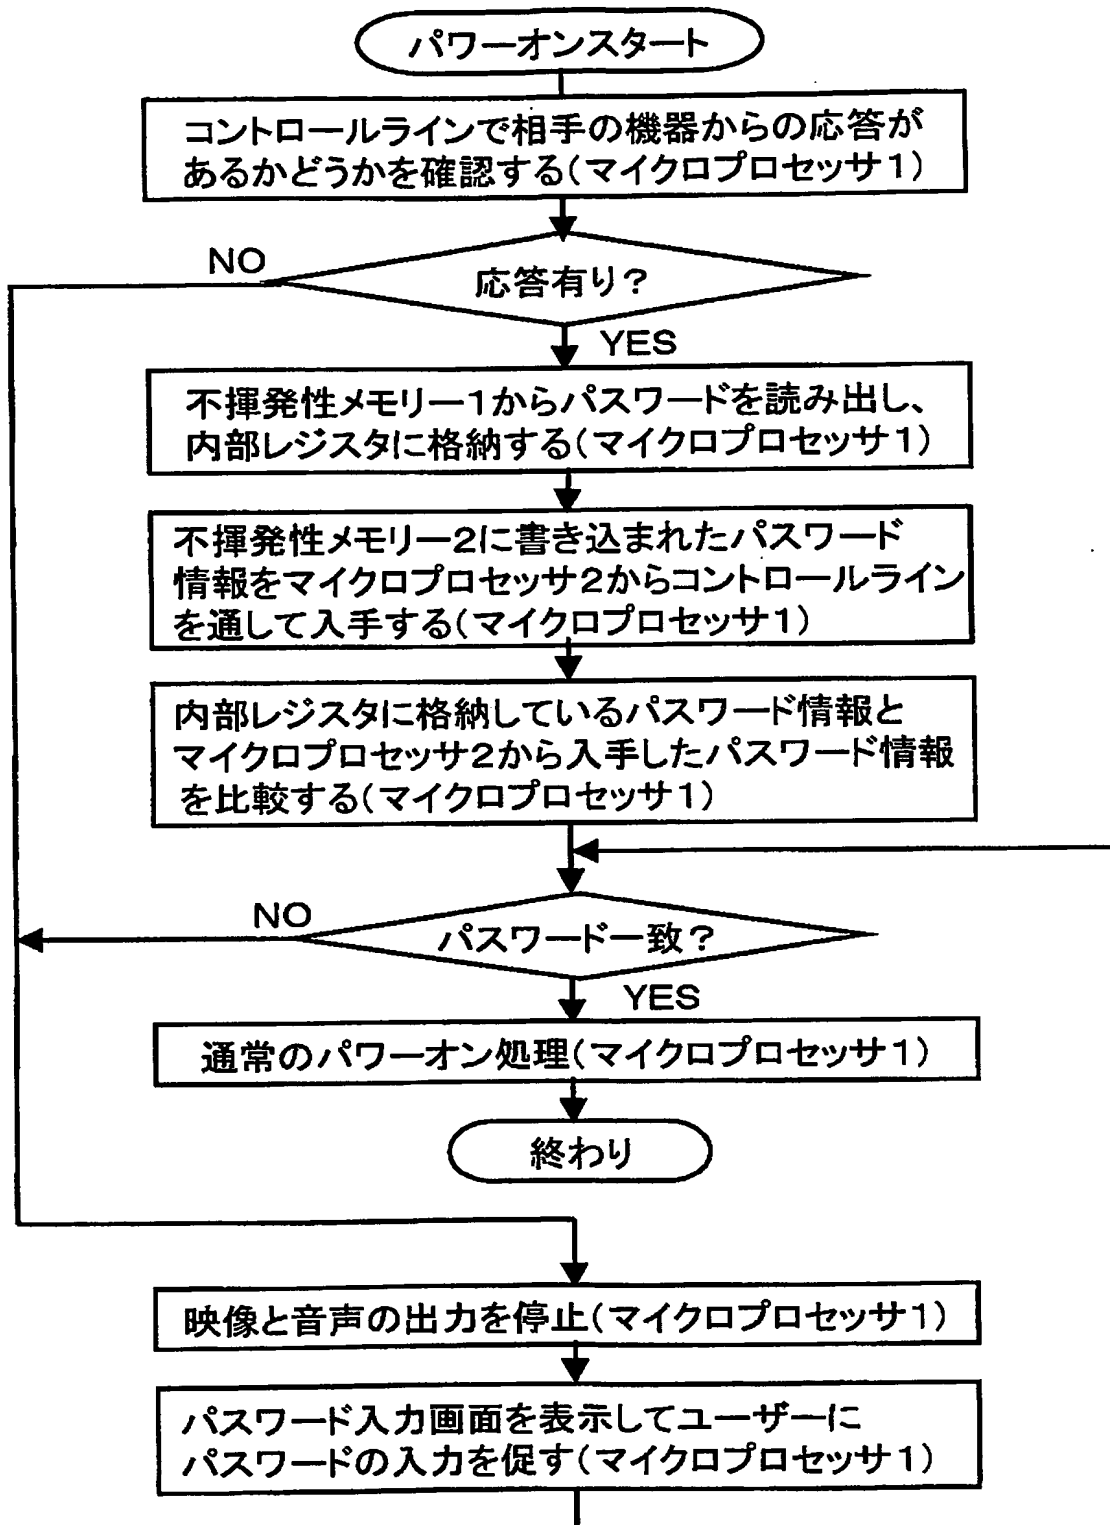 パワーオンスタート
コントロールラインで相手の機器からの応答が
あるかどうかを確認する(マイクロプロセッサ1)
NO
応答有り?
YES
不揮発性メモリー1からパスワードを読み出し、
内部レジスタに格納する(マイクロプロセッサ1)
不揮発性メモリー2に書き込まれたパスワード
情報をマイクロプロセッサ2からコントロールライン
を通して入手する(マイクロプロセッサ1)
内部レジスタに格納しているパスワード情報と
マイクロプロセッサ2から入手したパスワード情報
を比較する(マイクロプロセッサ1)
NO
パスワード一致?
YES
通常のパワーオン処理(マイクロプロセッサ1)
終わり
映像と音声の出力を停止(マイクロプロセッサ1)
パスワード入力画面を表示してユーザーに
パスワードの入力を促す(マイクロプロセッサ1)